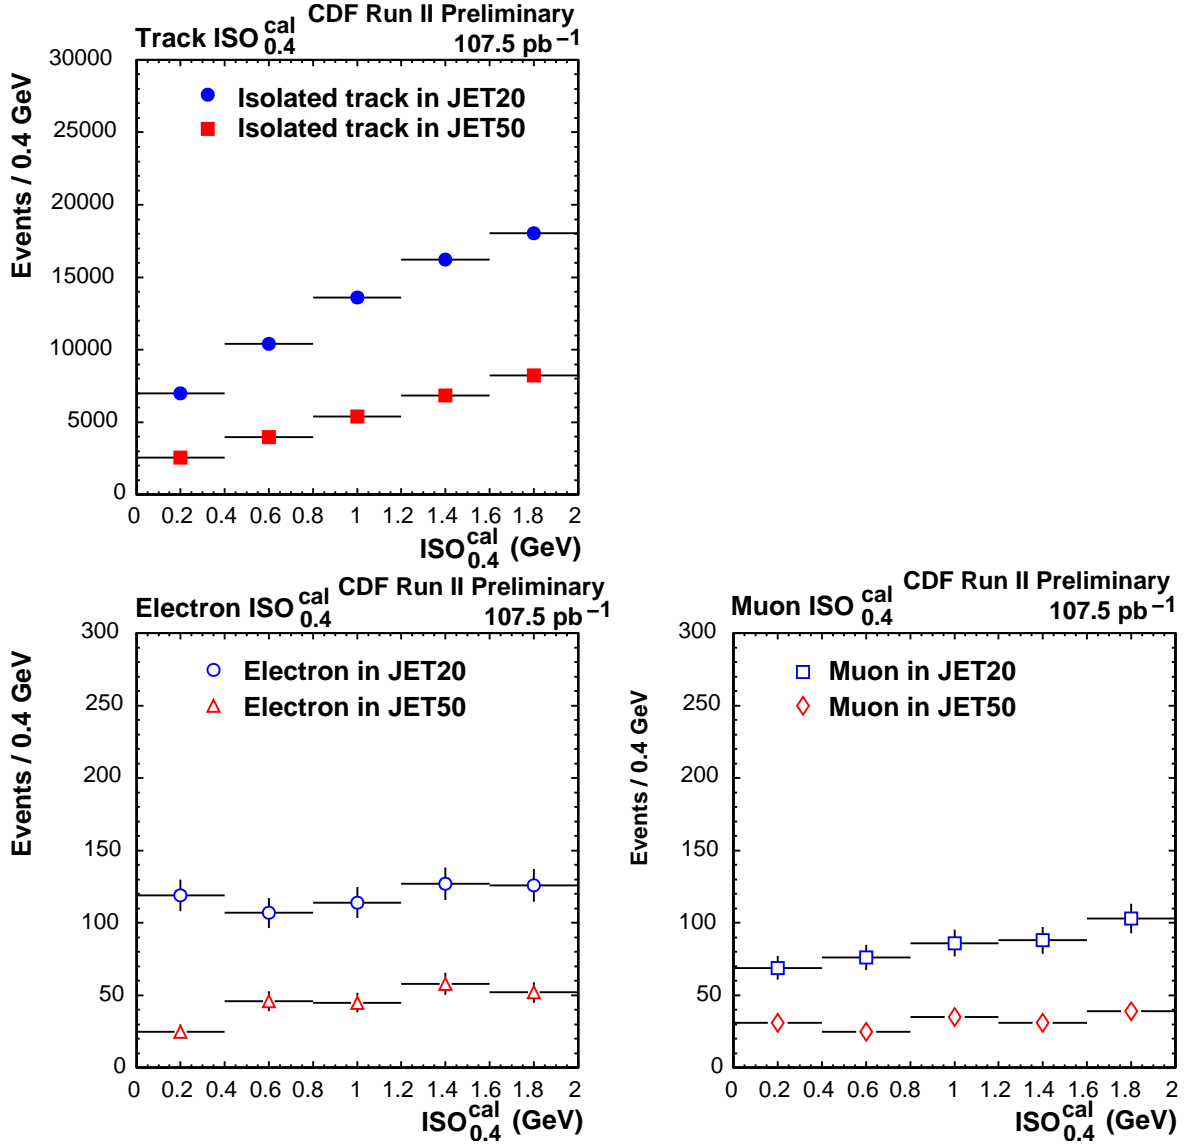 Track ISO cal 0.4
CDF Run II Preliminary
107.5 pb −1
Isolated track in JET20
Isolated track in JET50
Events / 0.4 GeV
30000
25000
20000
15000
10000
5000
0
0 0.2 0.4 0.6 0.8 1 1.2 1.4 1.6 1.8 2
ISO cal 0.4 (GeV)
Electron ISO cal 0.4
CDF Run II Preliminary
107.5 pb −1
Electron in JET20
Electron in JET50
Events / 0.4 GeV
300
250
200
150
100
50
0
0 0.2 0.4 0.6 0.8 1 1.2 1.4 1.6 1.8 2
ISO cal 0.4 (GeV)
Muon ISO cal 0.4
CDF Run II Preliminary
107.5 pb −1
Muon in JET20
Muon in JET50
Events / 0.4 GeV
300
250
200
150
100
50
0
0 0.2 0.4 0.6 0.8 1 1.2 1.4 1.6 1.8 2
ISO cal 0.4 (GeV)